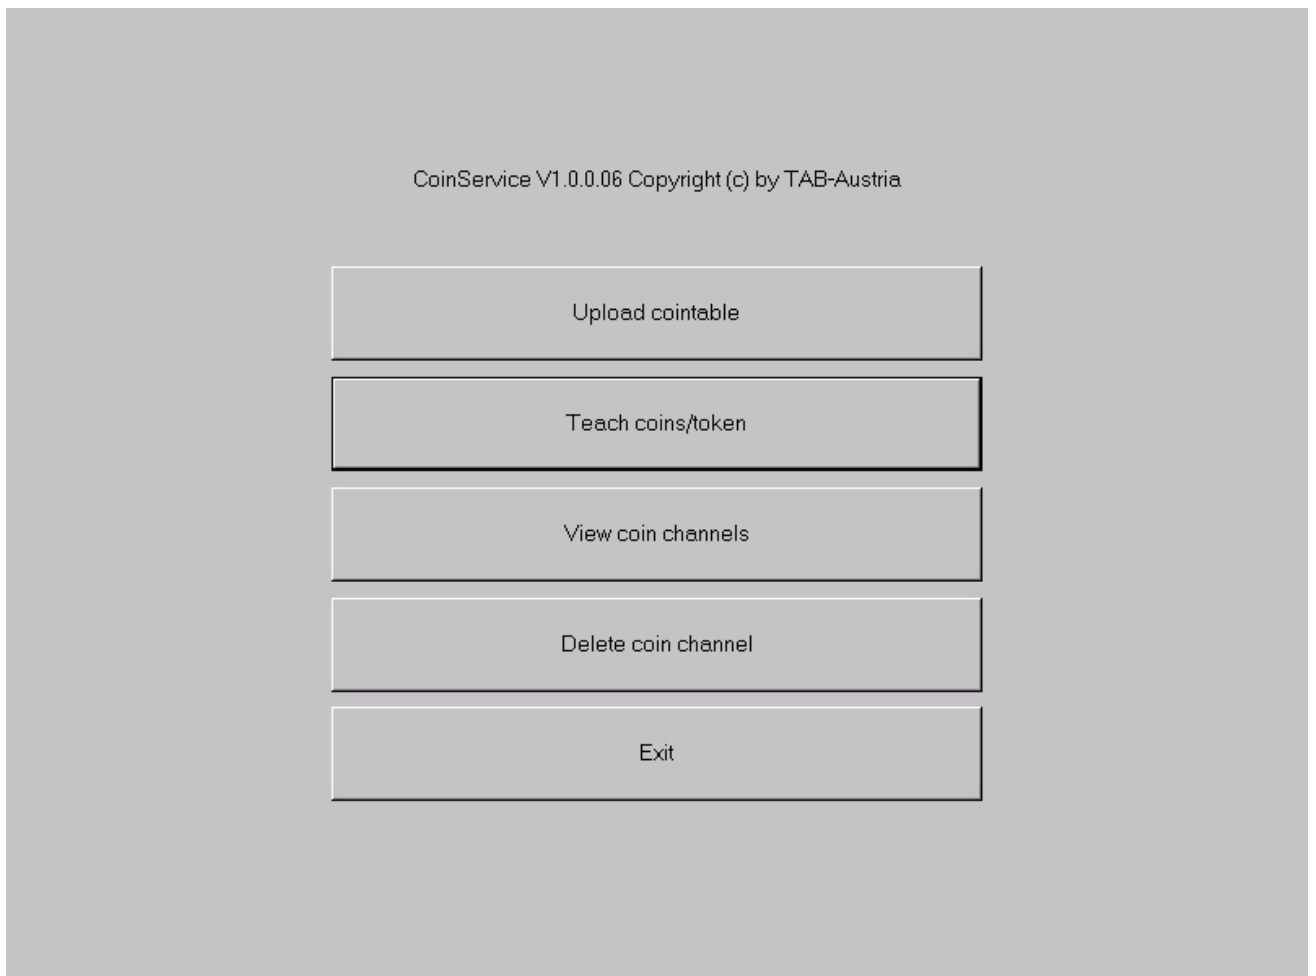 CoinService V1.0.0.06 Copyright (c) by TAB-Austria
Upload cointable
Teach coins/token
View coin channels
Delete coin channel
Exit